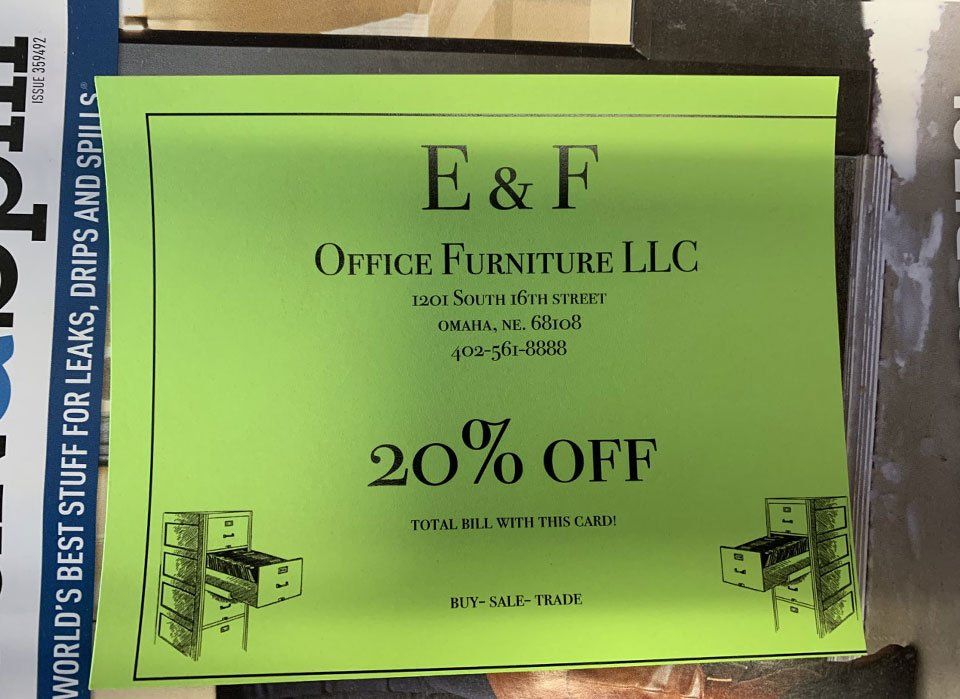 E & F
OFFICE FURNITURE LLC
1201 SOUTH 16TH STREET
OMAHA, NE. 68108
402-561-8888
20% OFF
TOTAL BILL WITH THIS CARD!
BUY- SALE- TRADE
WORLD'S BEST STUFF FOR LEAKS, DRIPS AND SPILLS®
ISSUE 359492